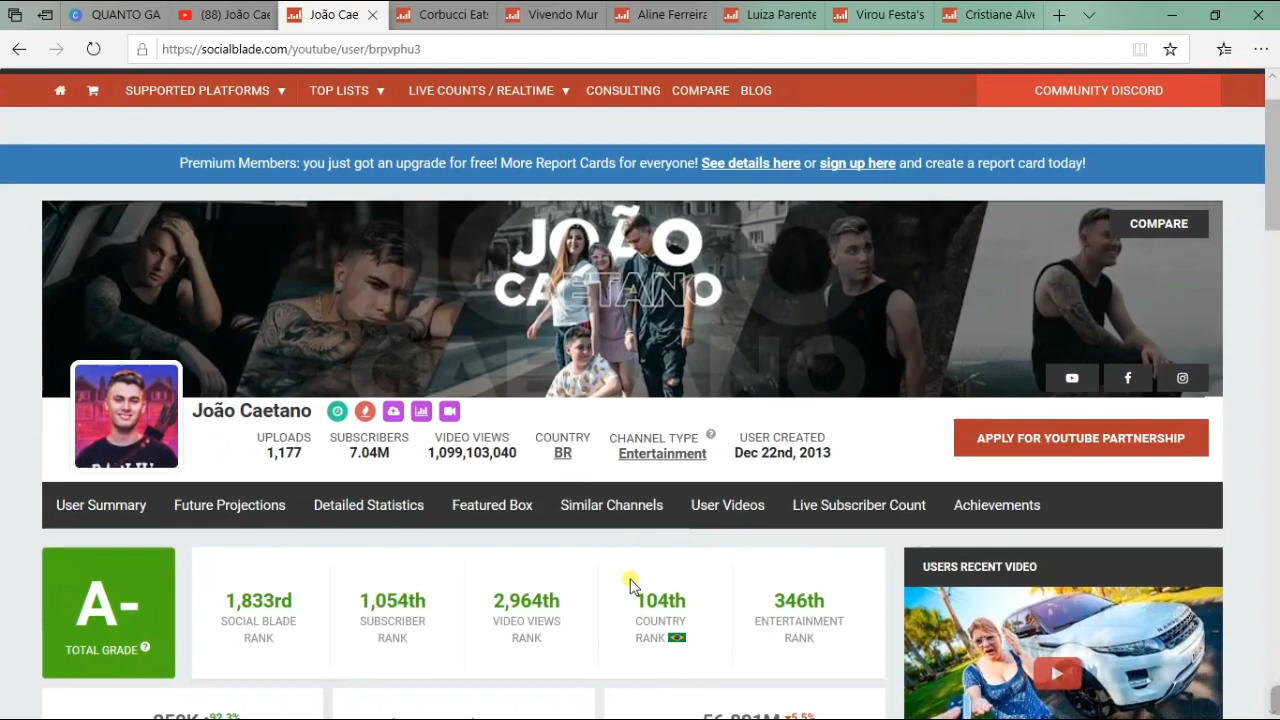 QUANTO GA
(88) João Cae
João Cae
Corbucci Eats
Vivendo Mur
Aline Ferreira
Luiza Parente
Virou Festa's
Cristiane Alv
https://socialblade.com/youtube/user/brpvphu3
SUPPORTED PLATFORMS
TOP LISTS
LIVE COUNTS / REALTIME
CONSULTING
COMPARE
BLOG
COMMUNITY DISCORD
Premium Members: you just got an upgrade for free! More Report Cards for everyone! See details here or sign up here and create a report card today!
COMPARE
JOÃO
CAETANO
João Caetano
UPLOADS
1,177
SUBSCRIBERS
7.04M
VIDEO VIEWS
1,099,103,040
COUNTRY
BR
CHANNEL TYPE
Entertainment
USER CREATED
Dec 22nd, 2013
APPLY FOR YOUTUBE PARTNERSHIP
User Summary
Future Projections
Detailed Statistics
Featured Box
Similar Channels
User Videos
Live Subscriber Count
Achievements
A-
TOTAL GRADE
1,833rd
SOCIAL BLADE
RANK
1,054th
SUBSCRIBER
RANK
2,964th
VIDEO VIEWS
RANK
104th
COUNTRY
RANK
346th
ENTERTAINMENT
RANK
USERS RECENT VIDEO